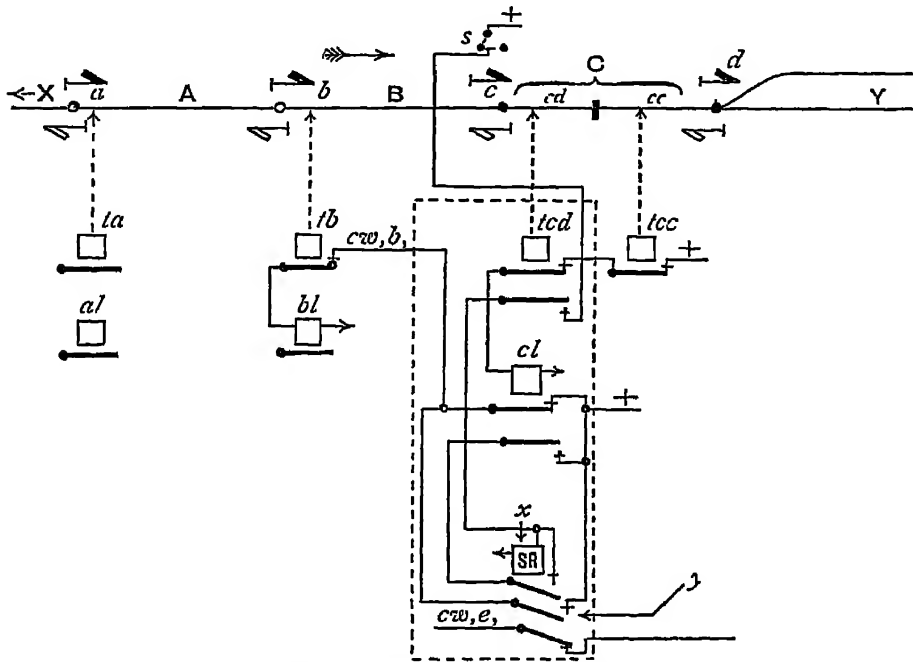 s
X a A b B c C d Y
cd cc
ta tb tcd tcc
cw,b,
al bl cl
x
SR
y
cw,e,